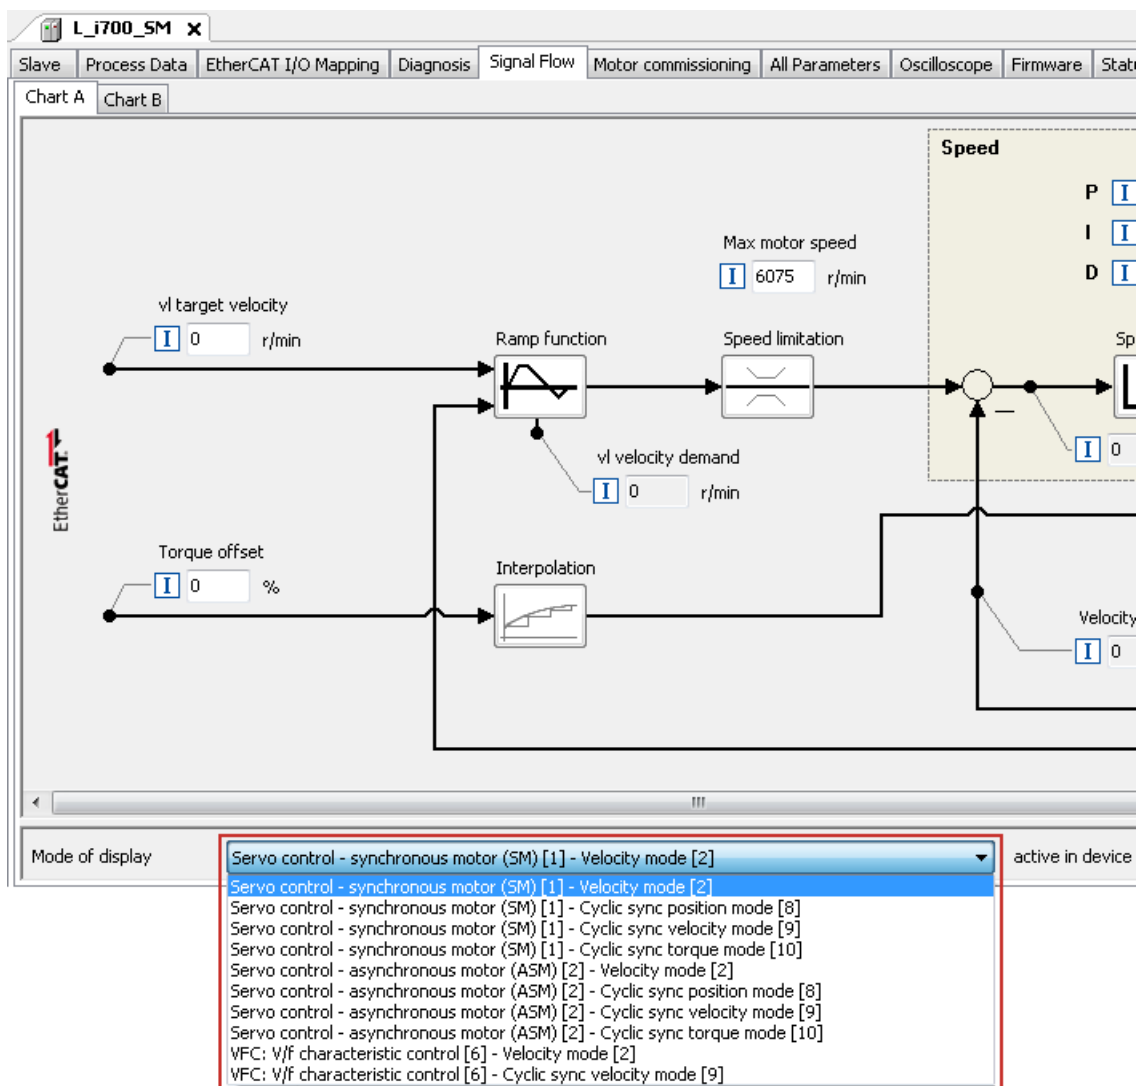 L_i700_SM
Slave Process Data EtherCAT I/O Mapping Diagnosis Signal Flow Motor commissioning All Parameters Oscilloscope Firmware
Chart A Chart B
Speed
P I
I I
D I
Max motor speed
I 6075 r/min
vl target velocity
I 0 r/min
Ramp function Speed limitation
vl velocity demand
I 0 r/min
I 0
EtherCAT
Torque offset
I 0 %
Interpolation
Velocity
I 0
Mode of display Servo control - synchronous motor (SM) [1] - Velocity mode [2] active in device
Servo control - synchronous motor (SM) [1] - Velocity mode [2]
Servo control - synchronous motor (SM) [1] - Cyclic sync position mode [8]
Servo control - synchronous motor (SM) [1] - Cyclic sync velocity mode [9]
Servo control - synchronous motor (SM) [1] - Cyclic sync torque mode [10]
Servo control - asynchronous motor (ASM) [2] - Velocity mode [2]
Servo control - asynchronous motor (ASM) [2] - Cyclic sync position mode [8]
Servo control - asynchronous motor (ASM) [2] - Cyclic sync velocity mode [9]
Servo control - asynchronous motor (ASM) [2] - Cyclic sync torque mode [10]
VFC: V/f characteristic control [6] - Velocity mode [2]
VFC: V/f characteristic control [6] - Cyclic sync velocity mode [9]